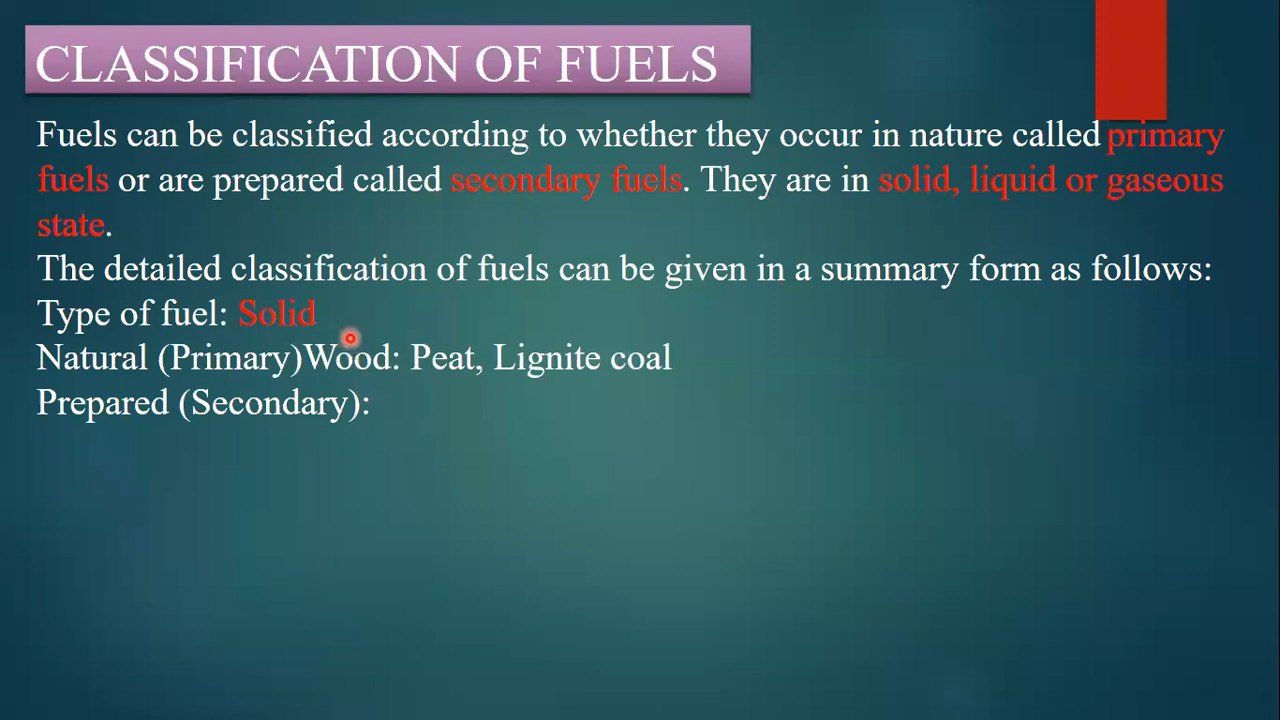 CLASSIFICATION OF FUELS
Fuels can be classified according to whether they occur in nature called primary
fuels or are prepared called secondary fuels. They are in solid, liquid or gaseous
state.
The detailed classification of fuels can be given in a summary form as follows:
Type of fuel: Solid
Natural (Primary)Wood: Peat, Lignite coal
Prepared (Secondary):